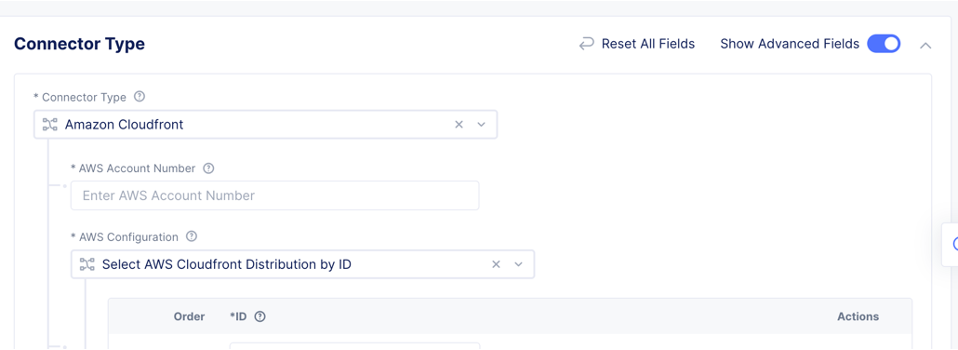 Connector Type
Reset All Fields
Show Advanced Fields
* Connector Type
Amazon Cloudfront
* AWS Account Number
Enter AWS Account Number
* AWS Configuration
Select AWS Cloudfront Distribution by ID
Order *ID Actions